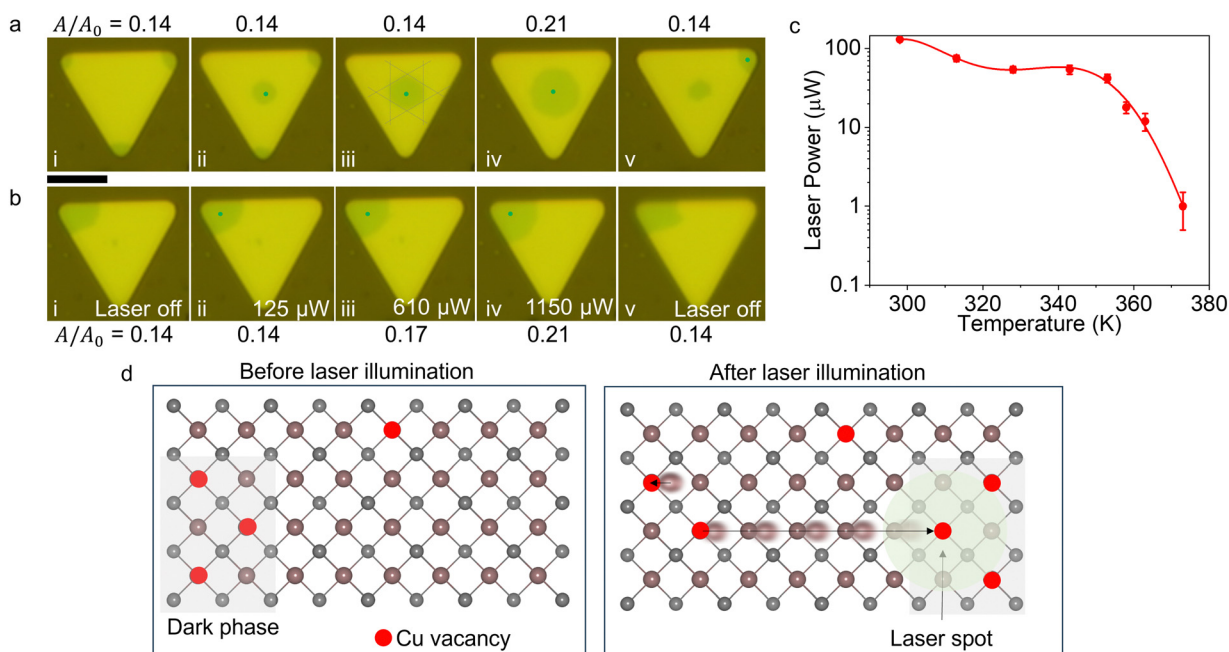 a
A/A₀ = 0.14 0.14 0.14 0.21 0.14
i ii iii iv v
b
i Laser off ii 125 μW iii 610 μW iv 1150 μW v Laser off
A/A₀ = 0.14 0.14 0.17 0.21 0.14
c
Laser Power (μW)
100
10
1
0.1
300 320 340 360 380
Temperature (K)
d
Before laser illumination
Dark phase
Cu vacancy
After laser illumination
Laser spot